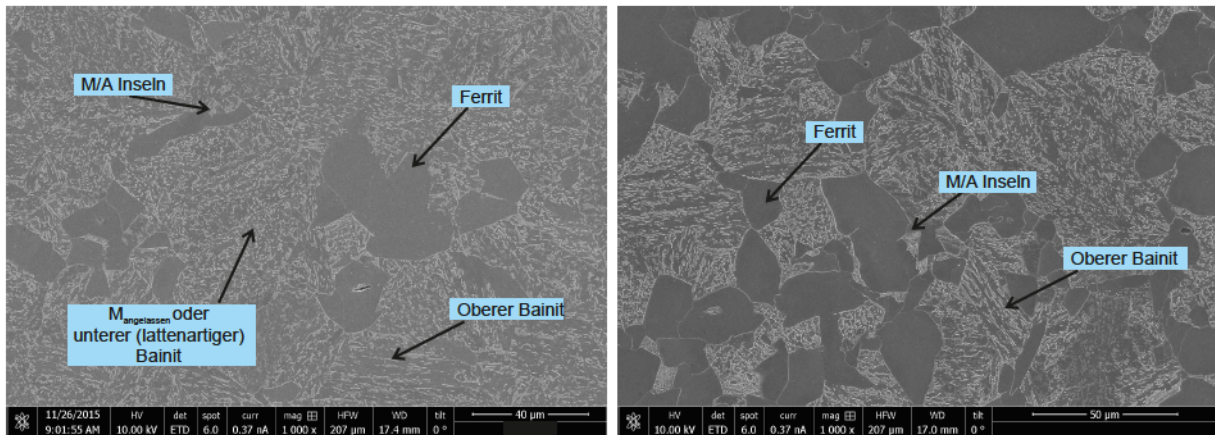 M/A Inseln
Ferrit
M angelassen oder
unterer (lattenartiger)
Bainit
Oberer Bainit
11/26/2015
9:01:55 AM
HV
10.00 kV
det
ETD
spot
6.0
curr
0.37 nA
mag
1 000 x
HFW
207 µm
WD
17.4 mm
tilt
0 °
40 µm
Ferrit
M/A Inseln
Oberer Bainit
HV
10.00 kV
det
ETD
spot
6.0
curr
0.37 nA
mag
1 000 x
HFW
207 µm
WD
17.0 mm
tilt
0 °
50 µm